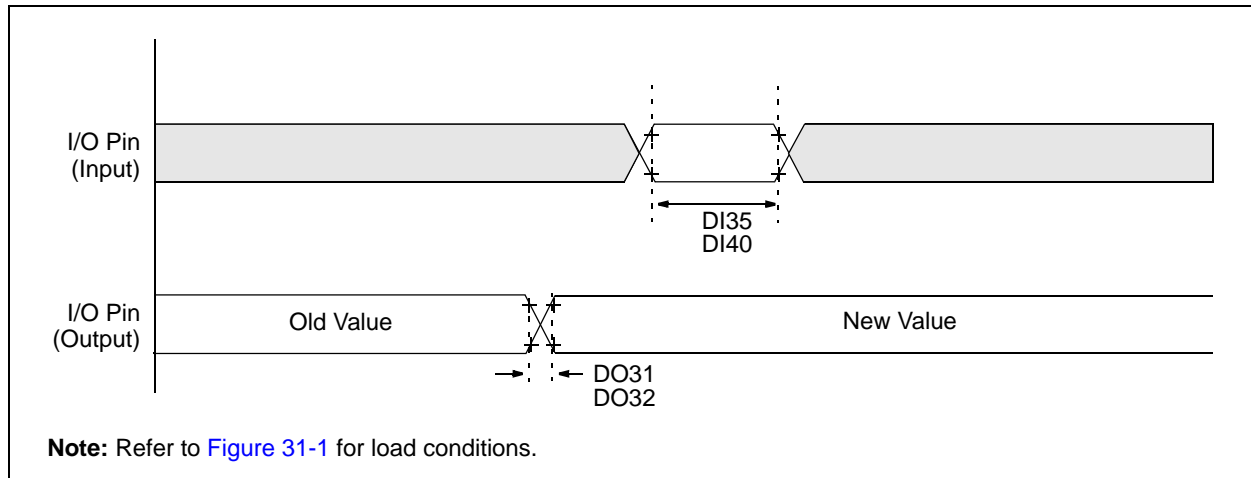 I/O Pin
(Input)
DI35
DI40
I/O Pin
(Output)
Old Value
New Value
DO31
DO32
Note: Refer to Figure 31-1 for load conditions.